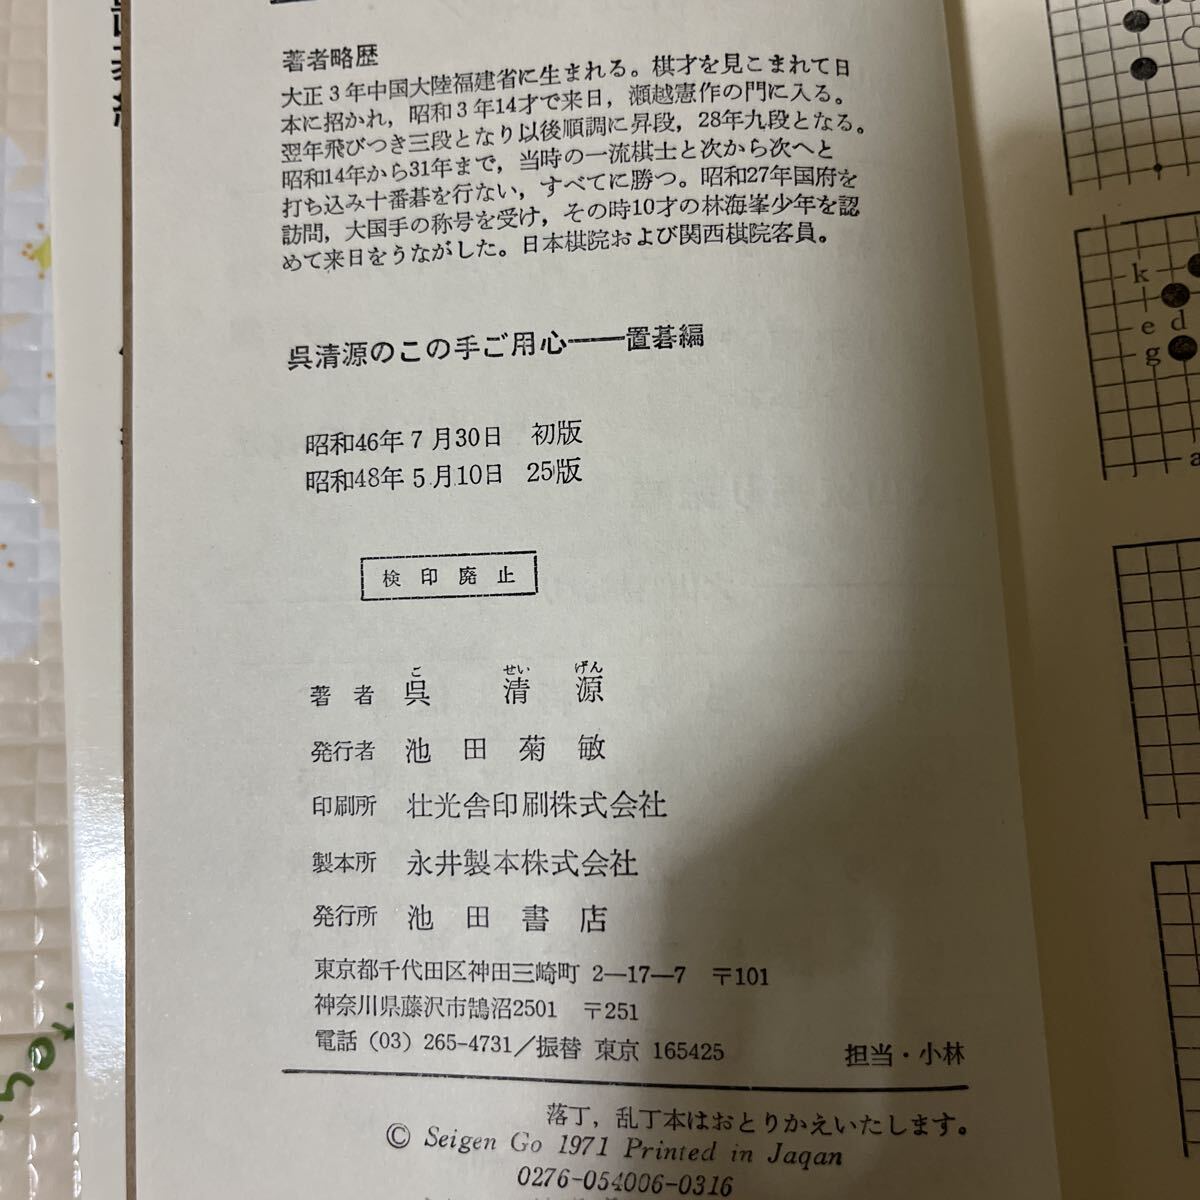 著者略歴
大正3年中国大陸福建省に生まれる。棋才を見こまれて日
本に招かれ，昭和3年14才で来日，瀬越憲作の門に入る。
翌年飛びつき三段となり以後順調に昇段，28年九段となる。
昭和14年から31年まで，当時の一流棋士と次から次へと
打ち込み十番碁を行ない，すべてに勝つ。昭和27年国府を
訪問，大国手の称号を受け，その時10才の林海峯少年を認
めて来日をうながした。日本棋院および関西棋院客員。
呉清源のこの手ご用心――置碁編
昭和46年7月30日 初版
昭和48年5月10日 25版
検印廃止
こ せい げん
著者 呉 清 源
発行者 池田菊敏
印刷所 壮光舎印刷株式会社
製本所 永井製本株式会社
発行所 池田書店
東京都千代田区神田三崎町 2—17—7 〒101
神奈川県藤沢市鵠沼2501 〒251
電話 (03) 265-4731／振替 東京 165425 担当・小林
落丁，乱丁本はおとりかえいたします。
© Seigen Go 1971 Printed in Jaqan
0276-054006-0316
k
e d
g
a